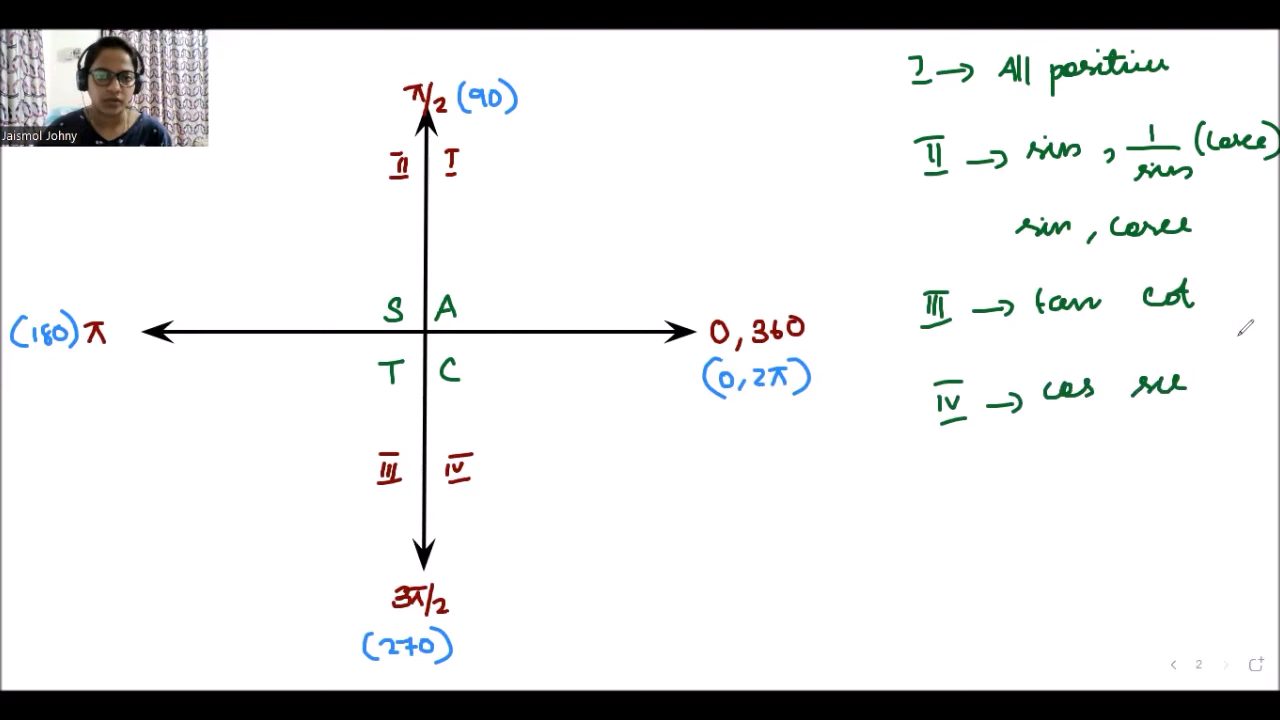 Jaismol Johny
π/2 (90)
II I
S A
(180) π
0, 360
(0, 2π)
T C
III IV
3π/2
(270)
I → All positive
II → sin, 1/sin (cosec)
sin, cosec
III → tan cot
IV → cos sec
2